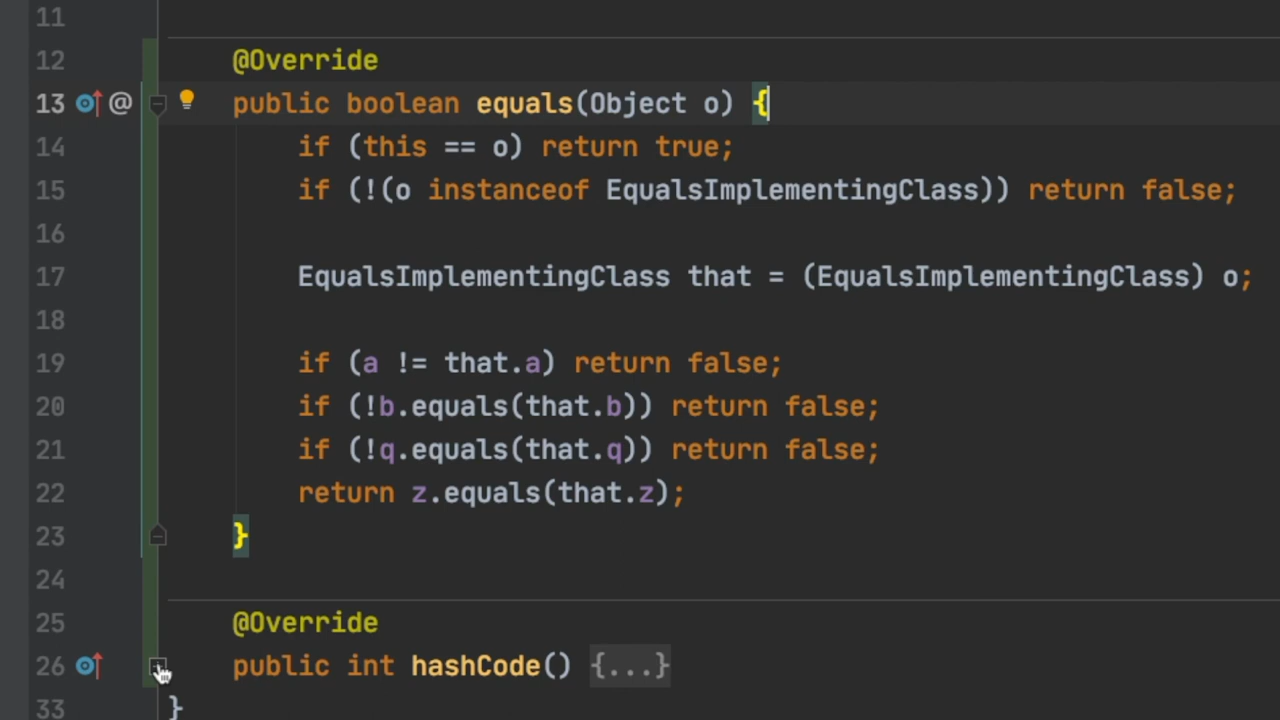 11
12 @Override
13 @ public boolean equals(Object o) {
14 if (this == o) return true;
15 if (!(o instanceof EqualsImplementingClass)) return false;
16
17 EqualsImplementingClass that = (EqualsImplementingClass) o;
18
19 if (a != that.a) return false;
20 if (!b.equals(that.b)) return false;
21 if (!q.equals(that.q)) return false;
22 return z.equals(that.z);
23 }
24
25 @Override
26 public int hashCode() {...}
33 }